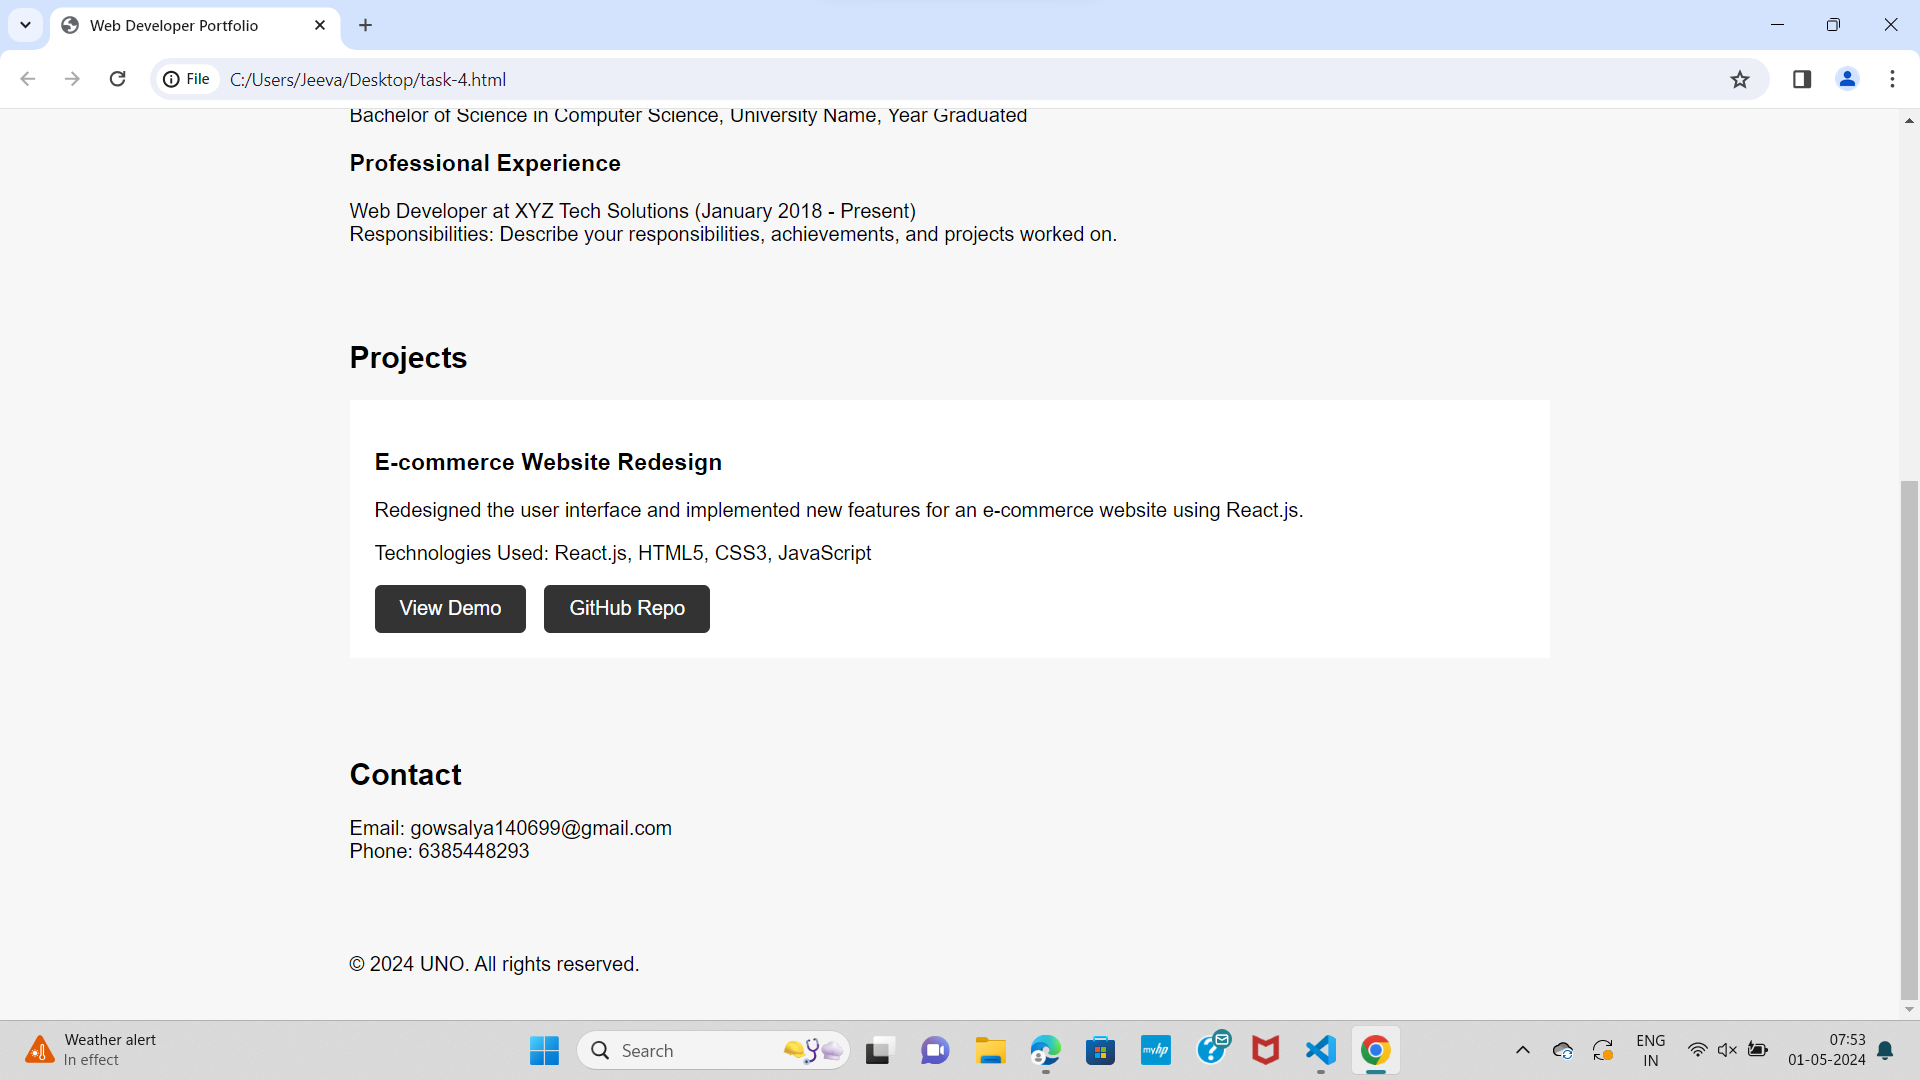 Web Developer Portfolio
File
C:/Users/Jeeva/Desktop/task-4.html
Bachelor of Science in Computer Science, University Name, Year Graduated
Professional Experience
Web Developer at XYZ Tech Solutions (January 2018 - Present)
Responsibilities: Describe your responsibilities, achievements, and projects worked on.
Projects
E-commerce Website Redesign
Redesigned the user interface and implemented new features for an e-commerce website using React.js.
Technologies Used: React.js, HTML5, CSS3, JavaScript
View Demo
GitHub Repo
Contact
Email: gowsalya140699@gmail.com
Phone: 6385448293
© 2024 UNO. All rights reserved.
Weather alert
In effect
Search
myhp
ENG
IN
07:53
01-05-2024